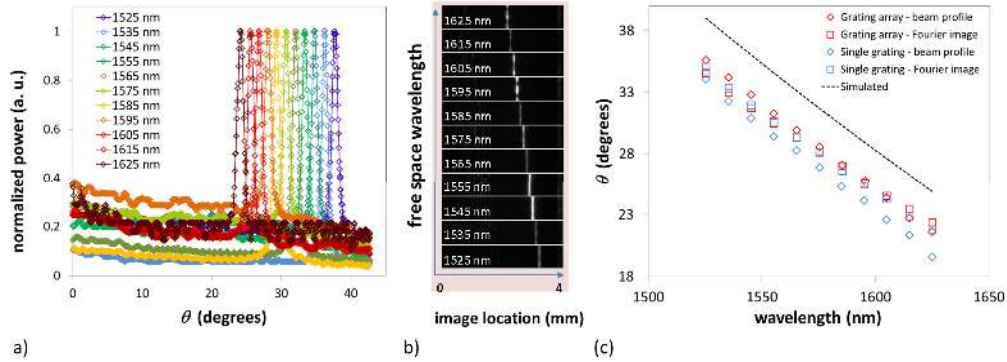 1
0.8
0.6
0.4
0.2
0
normalized power (a. u.)
1525 nm
1535 nm
1545 nm
1555 nm
1565 nm
1575 nm
1585 nm
1595 nm
1605 nm
1615 nm
1625 nm
0 10 20 30 40
θ (degrees)
a)
free space wavelength
1625 nm
1615 nm
1605 nm
1595 nm
1585 nm
1575 nm
1565 nm
1555 nm
1545 nm
1535 nm
1525 nm
0 4
image location (mm)
b)
38
33
28
23
18
θ (degrees)
Grating array - beam profile
Grating array - Fourier image
Single grating - beam profile
Single grating - Fourier image
Simulated
1500 1550 1600 1650
wavelength (nm)
(c)